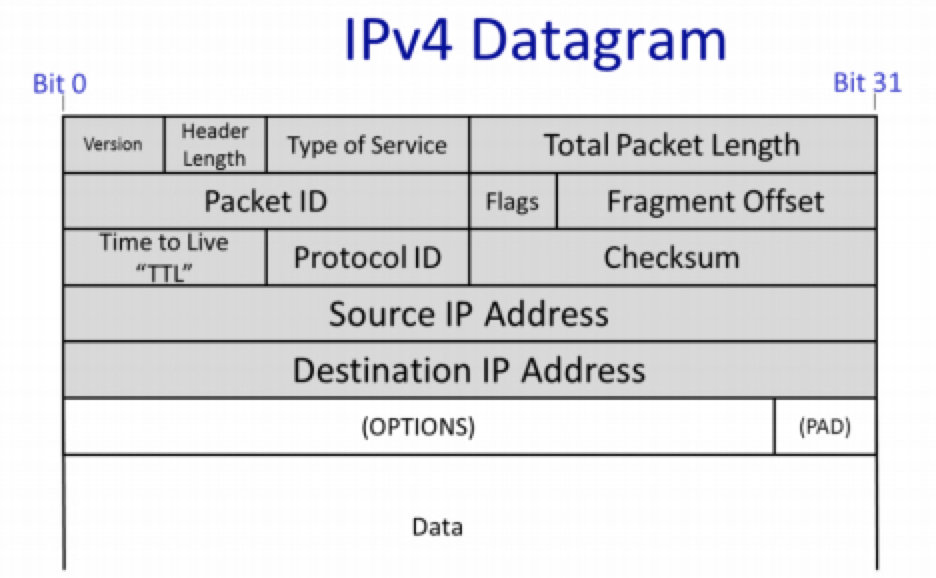 IPv4 Datagram
Bit 0
Bit 31
Version
Header
Length
Type of Service
Total Packet Length
Packet ID
Flags
Fragment Offset
Time to Live
“TTL”
Protocol ID
Checksum
Source IP Address
Destination IP Address
(OPTIONS)
(PAD)
Data